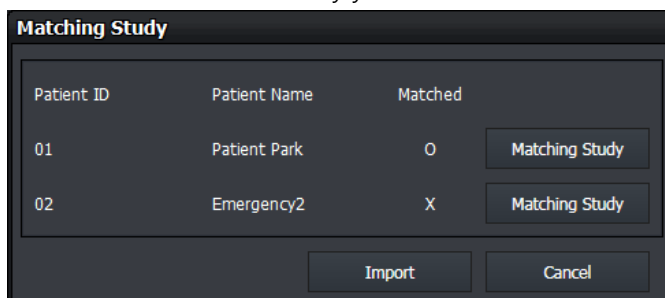 Matching Study
Patient ID Patient Name Matched
01 Patient Park O Matching Study
02 Emergency2 X Matching Study
Import Cancel